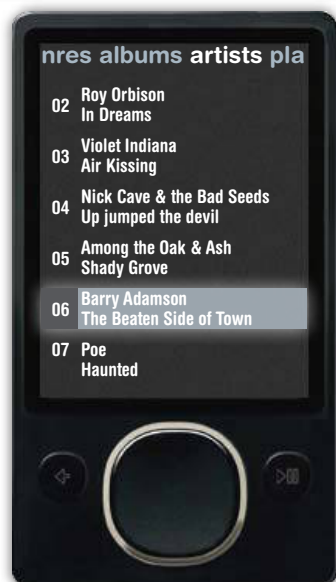 nres albums artists pla
02 Roy Orbison
In Dreams
03 Violet Indiana
Air Kissing
04 Nick Cave & the Bad Seeds
Up jumped the devil
05 Among the Oak & Ash
Shady Grove
06 Barry Adamson
The Beaten Side of Town
07 Poe
Haunted